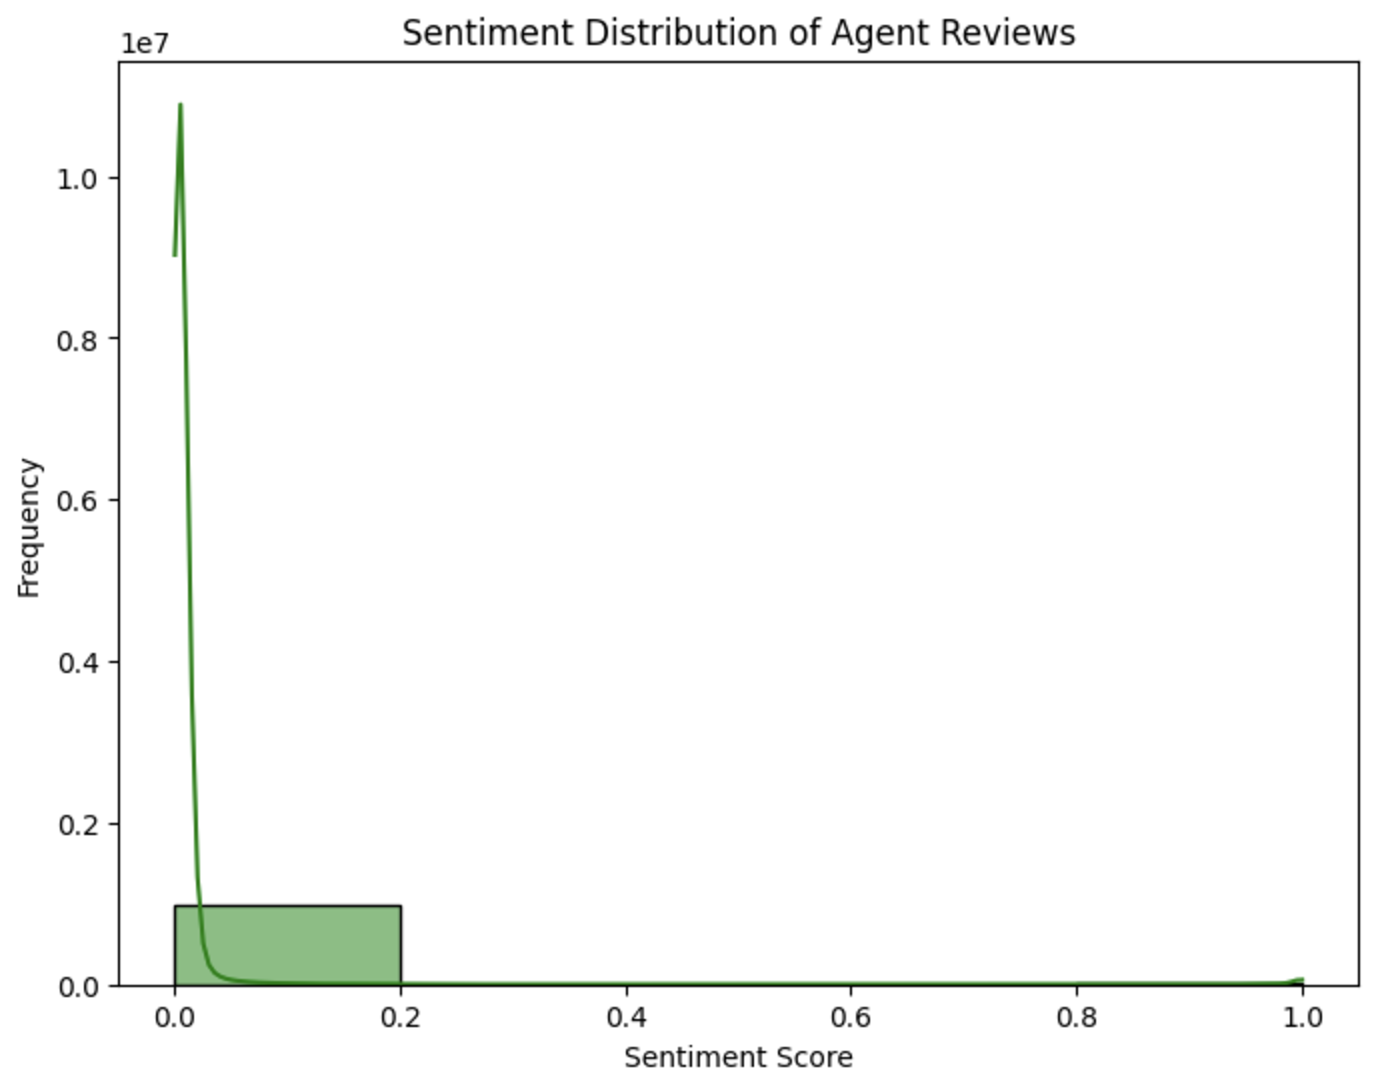 Sentiment Distribution of Agent Reviews
1e7
1.0
0.8
0.6
0.4
0.2
0.0
Frequency
0.0 0.2 0.4 0.6 0.8 1.0
Sentiment Score